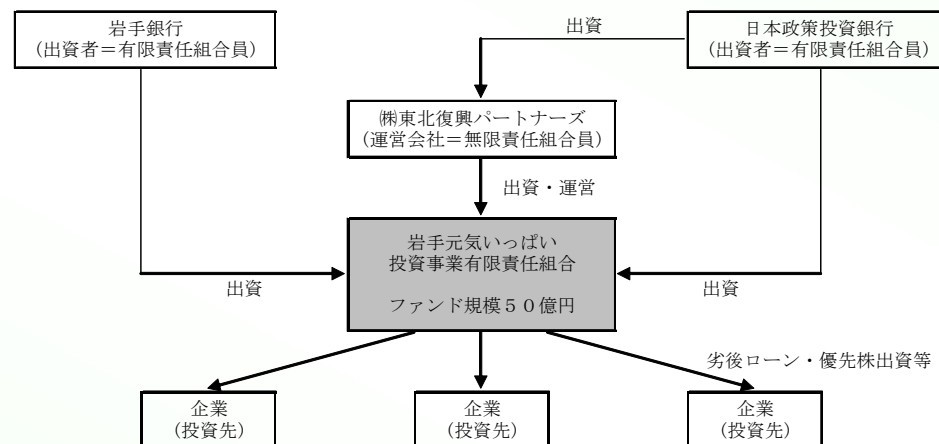 岩手銀行
(出資者＝有限責任組合員)
出資
日本政策投資銀行
(出資者＝有限責任組合員)
㈱東北復興パートナーズ
(運営会社＝無限責任組合員)
出資・運営
岩手元気いっぱい
投資事業有限責任組合
ファンド規模５０億円
出資
出資
劣後ローン・優先株出資等
企業
(投資先)
企業
(投資先)
企業
(投資先)